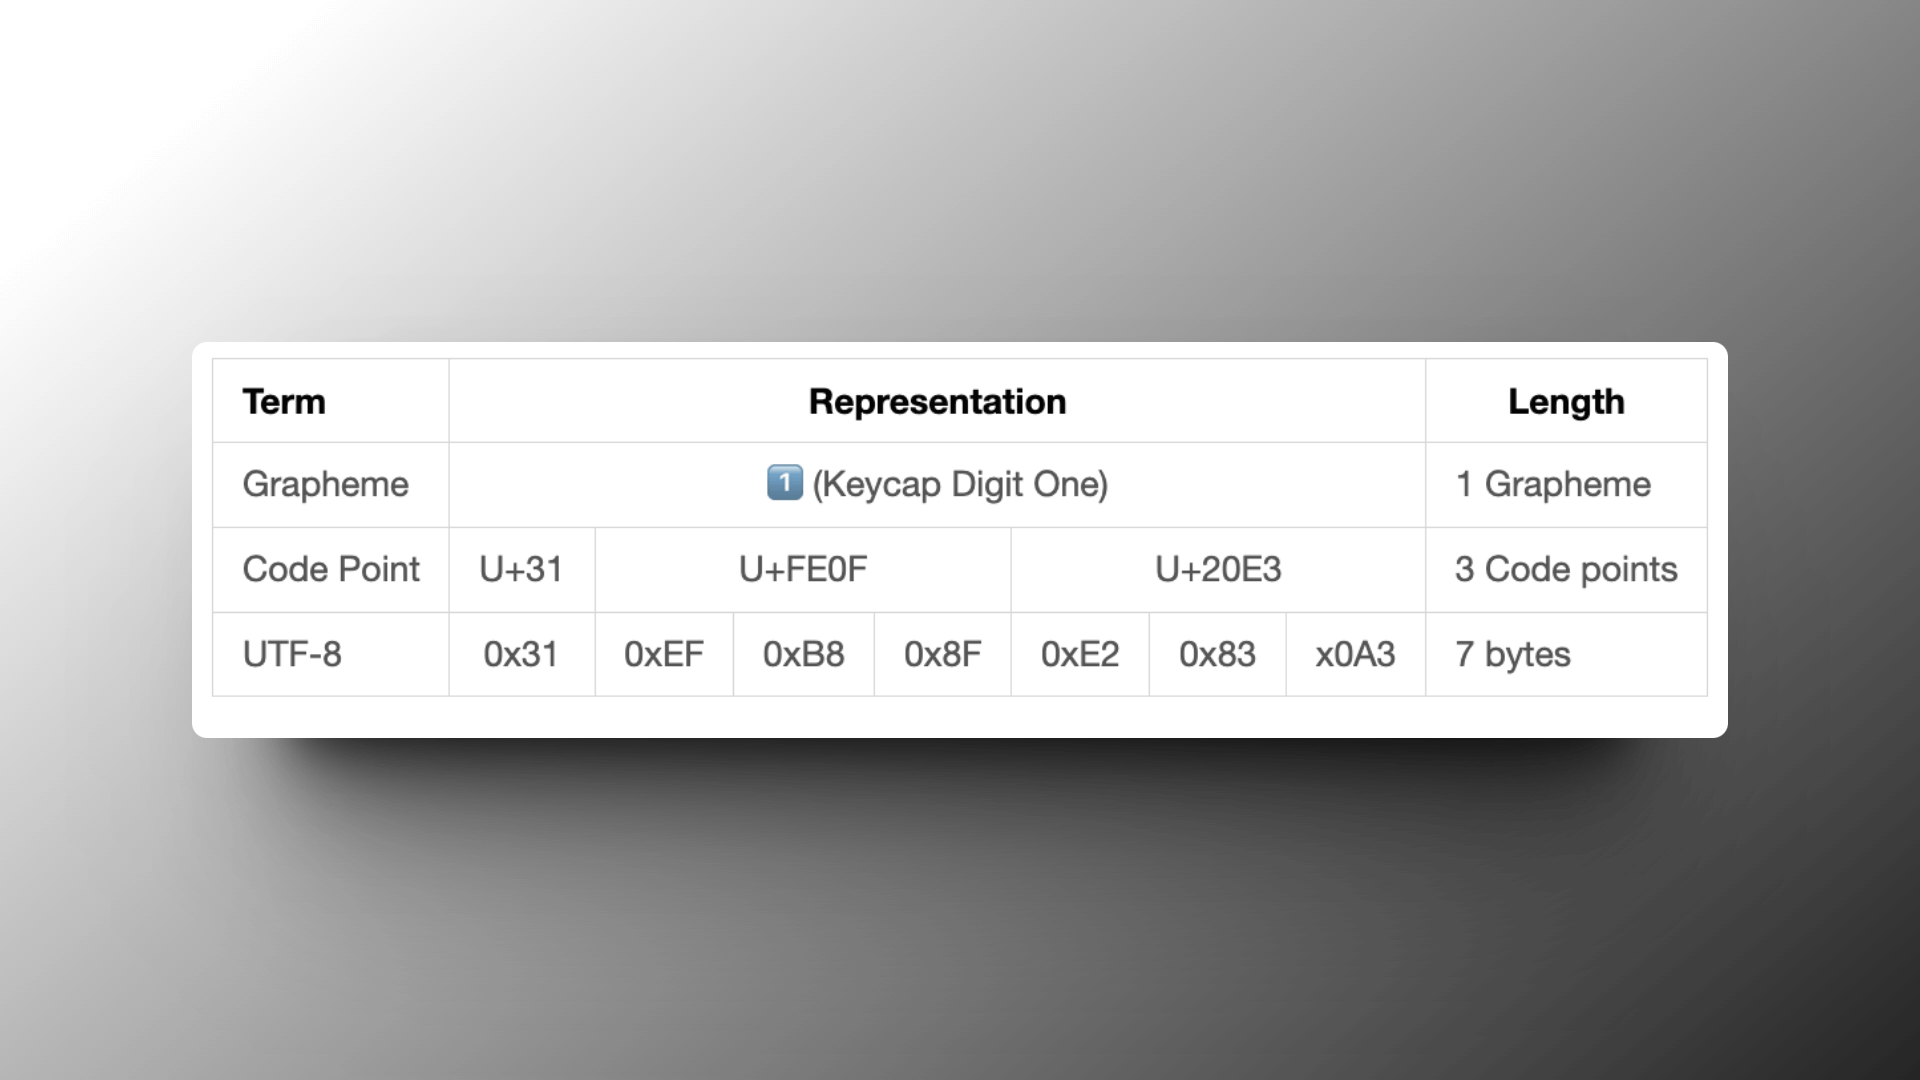 Term Representation Length
Grapheme 1️⃣ (Keycap Digit One) 1 Grapheme
Code Point U+31 U+FE0F U+20E3 3 Code points
UTF-8 0x31 0xEF 0xB8 0x8F 0xE2 0x83 x0A3 7 bytes